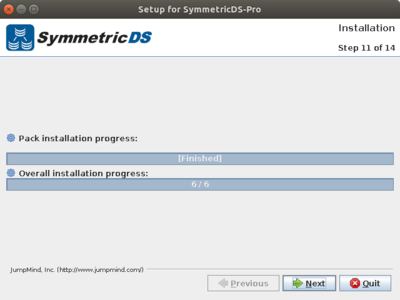 Setup for SymmetricDS-Pro
SymmetricDS
Installation
Step 11 of 14
Pack installation progress:
[Finished]
Overall installation progress:
6 / 6
JumpMind, Inc. (http://www.jumpmind.com/)
Previous
Next
Quit